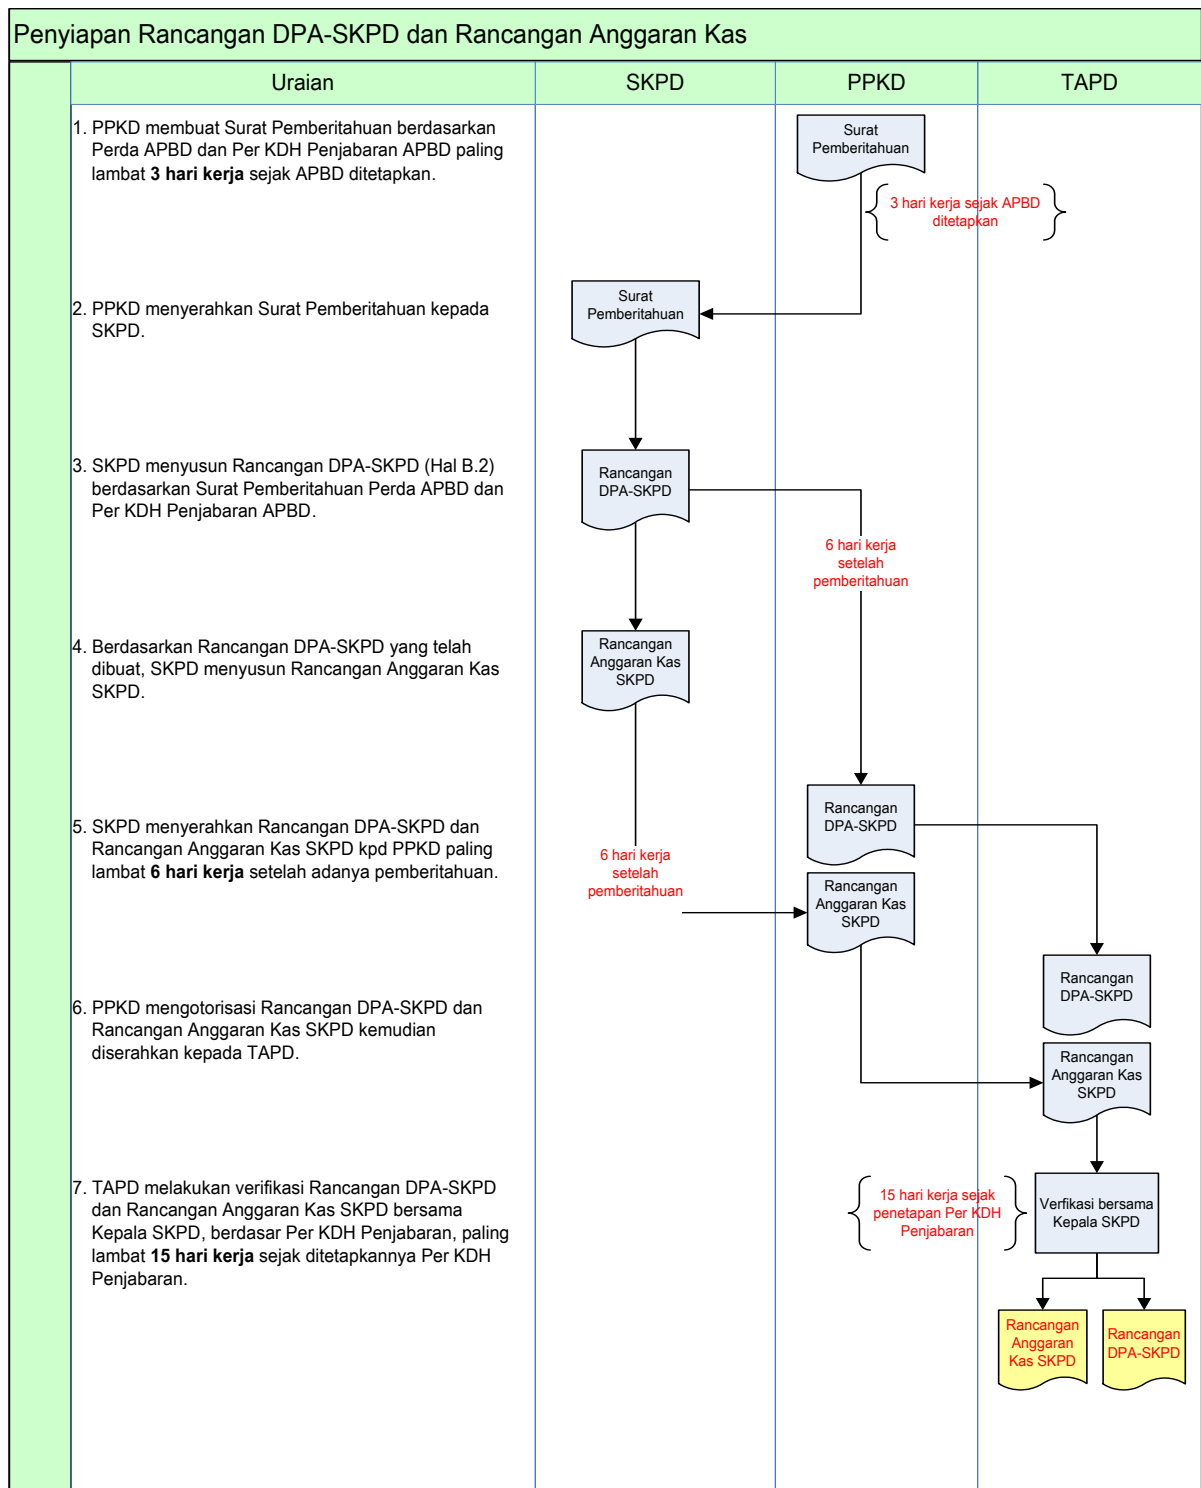 Penyiapan Rancangan DPA-SKPD dan Rancangan Anggaran Kas
Uraian
SKPD
PPKD
TAPD
1. PPKD membuat Surat Pemberitahuan berdasarkan
Perda APBD dan Per KDH Penjabaran APBD paling
lambat 3 hari kerja sejak APBD ditetapkan.
Surat
Pemberitahuan
3 hari kerja sejak APBD
ditetapkan
2. PPKD menyerahkan Surat Pemberitahuan kepada
SKPD.
Surat
Pemberitahuan
3. SKPD menyusun Rancangan DPA-SKPD (Hal B.2)
berdasarkan Surat Pemberitahuan Perda APBD dan
Per KDH Penjabaran APBD.
Rancangan
DPA-SKPD
6 hari kerja
setelah
pemberitahuan
4. Berdasarkan Rancangan DPA-SKPD yang telah
dibuat, SKPD menyusun Rancangan Anggaran Kas
SKPD.
Rancangan
Anggaran Kas
SKPD
5. SKPD menyerahkan Rancangan DPA-SKPD dan
Rancangan Anggaran Kas SKPD kpd PPKD paling
lambat 6 hari kerja setelah adanya pemberitahuan.
6 hari kerja
setelah
pemberitahuan
Rancangan
DPA-SKPD
Rancangan
Anggaran Kas
SKPD
6. PPKD mengotorisasi Rancangan DPA-SKPD dan
Rancangan Anggaran Kas SKPD kemudian
diserahkan kepada TAPD.
Rancangan
DPA-SKPD
Rancangan
Anggaran Kas
SKPD
7. TAPD melakukan verifikasi Rancangan DPA-SKPD
dan Rancangan Anggaran Kas SKPD bersama
Kepala SKPD, berdasar Per KDH Penjabaran, paling
lambat 15 hari kerja sejak ditetapkannya Per KDH
Penjabaran.
15 hari kerja sejak
penetapan Per KDH
Penjabaran
Verfikasi bersama
Kepala SKPD
Rancangan
Anggaran
Kas SKPD
Rancangan
DPA-SKPD